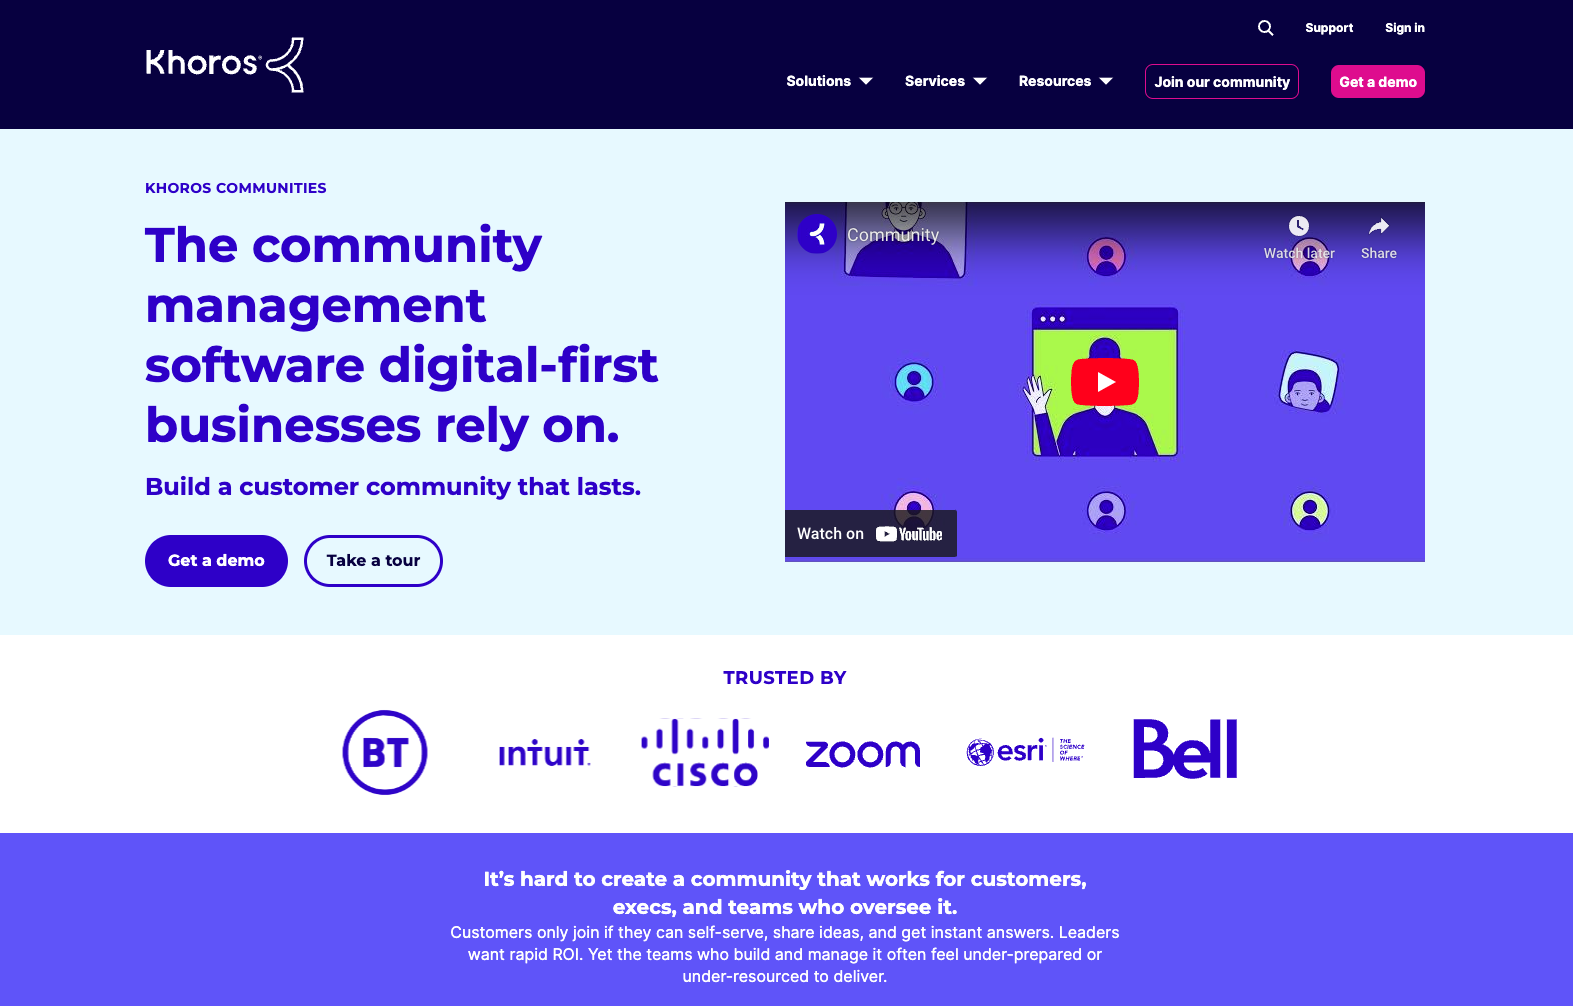 Support Sign in
Khoros®
Solutions Services Resources Join our community Get a demo
KHOROS COMMUNITIES
The community
management
software digital-first
businesses rely on.
Build a customer community that lasts.
Get a demo Take a tour
Community
Watch later Share
Watch on YouTube
TRUSTED BY
BT
intuit.
CISCO
zoom
esri® THE
SCIENCE
OF
WHERE®
Bell
It’s hard to create a community that works for customers,
execs, and teams who oversee it.
Customers only join if they can self-serve, share ideas, and get instant answers. Leaders
want rapid ROI. Yet the teams who build and manage it often feel under-prepared or
under-resourced to deliver.